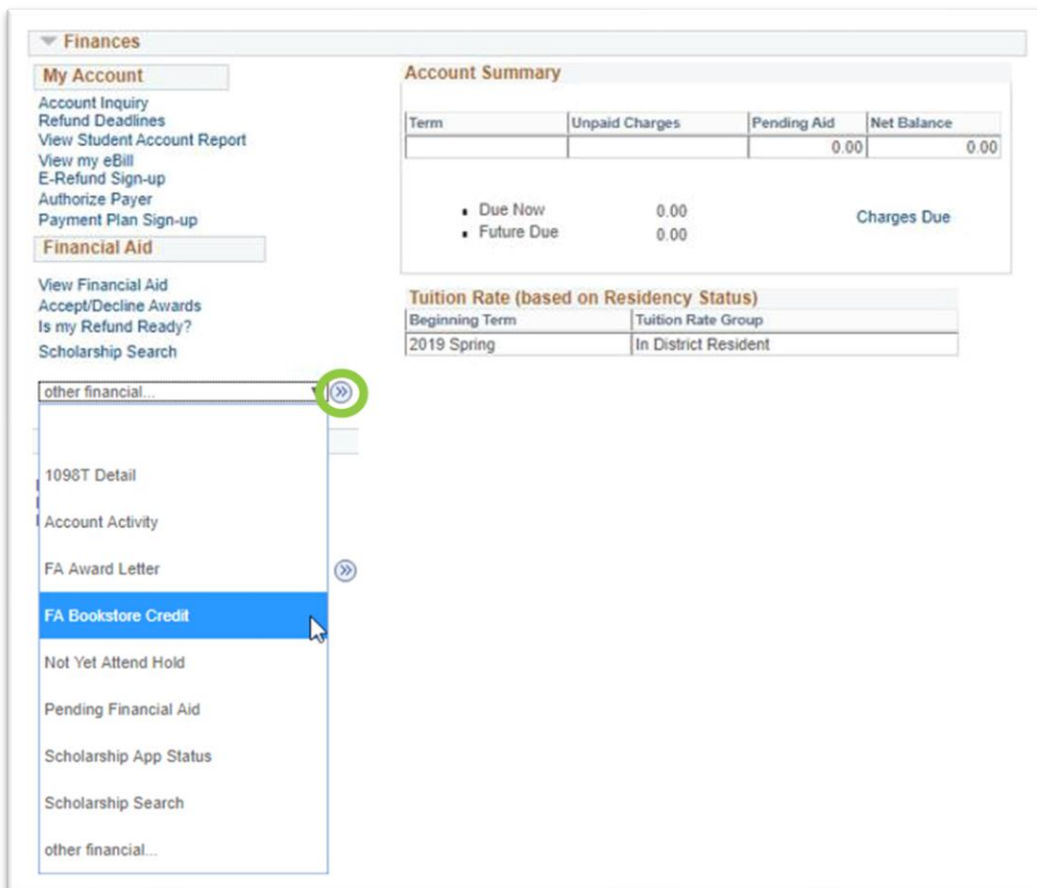 Finances
My Account
Account Inquiry
Refund Deadlines
View Student Account Report
View my eBill
E-Refund Sign-up
Authorize Payer
Payment Plan Sign-up
Financial Aid
View Financial Aid
Accept/Decline Awards
Is my Refund Ready?
Scholarship Search
other financial...
1098T Detail
Account Activity
FA Award Letter
FA Bookstore Credit
Not Yet Attend Hold
Pending Financial Aid
Scholarship App Status
Scholarship Search
other financial...
Account Summary
Term Unpaid Charges Pending Aid Net Balance
0.00 0.00
Due Now 0.00 Charges Due
Future Due 0.00
Tuition Rate (based on Residency Status)
Beginning Term Tuition Rate Group
2019 Spring In District Resident